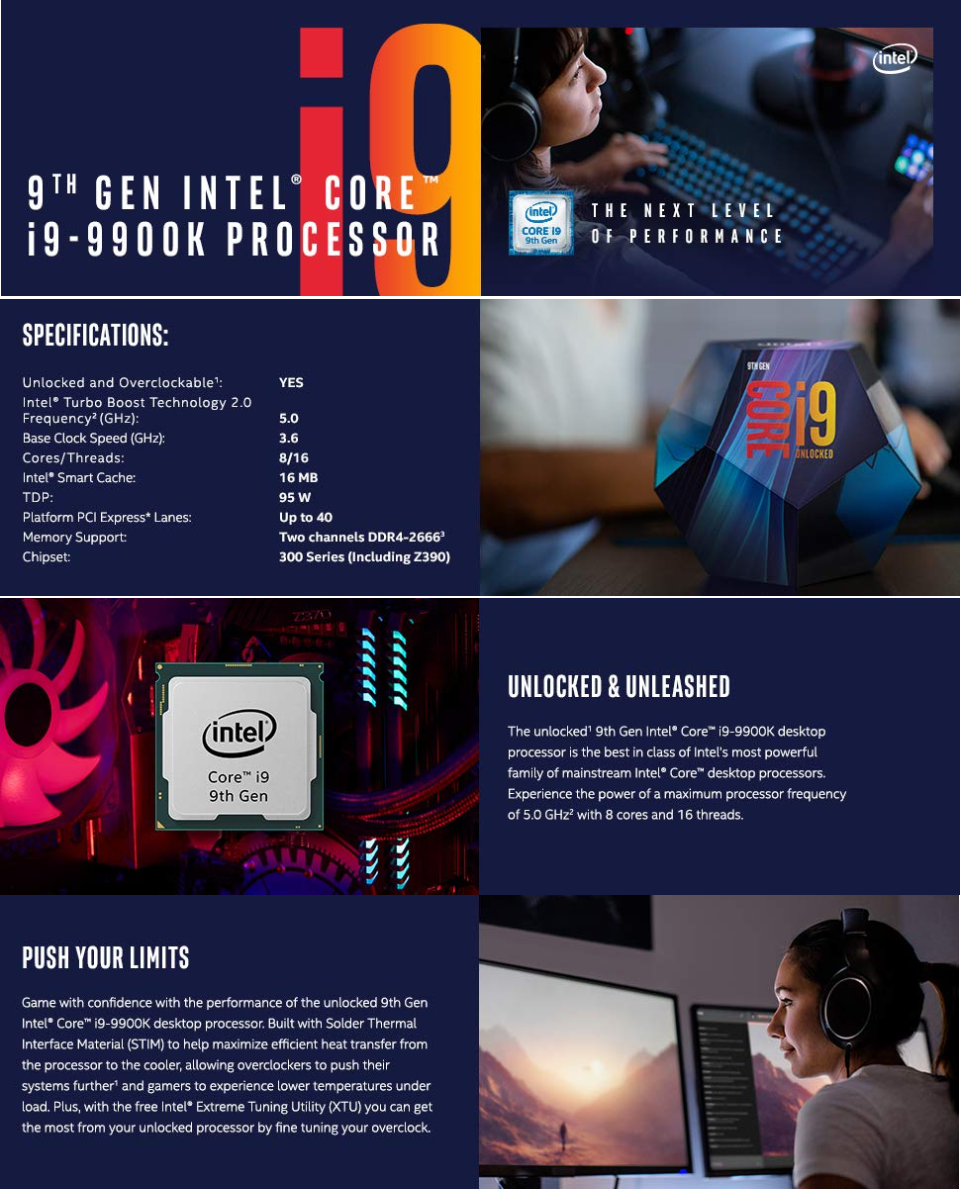 9TH GEN INTEL® CORE™
i9-9900K PROCESSOR
i9
intel
intel
CORE i9
9th Gen
THE NEXT LEVEL
OF PERFORMANCE
SPECIFICATIONS:
Unlocked and Overclockable¹: YES
Intel® Turbo Boost Technology 2.0
Frequency² (GHz): 5.0
Base Clock Speed (GHz): 3.6
Cores/Threads: 8/16
Intel® Smart Cache: 16 MB
TDP: 95 W
Platform PCI Express* Lanes: Up to 40
Memory Support: Two channels DDR4-2666³
Chipset: 300 Series (Including Z390)
9TH GEN
CORE i9
UNLOCKED
Z370
intel
Core™ i9
9th Gen
UNLOCKED & UNLEASHED
The unlocked¹ 9th Gen Intel® Core™ i9-9900K desktop
processor is the best in class of Intel's most powerful
family of mainstream Intel® Core™ desktop processors.
Experience the power of a maximum processor frequency
of 5.0 GHz² with 8 cores and 16 threads.
PUSH YOUR LIMITS
Game with confidence with the performance of the unlocked 9th Gen
Intel® Core™ i9-9900K desktop processor. Built with Solder Thermal
Interface Material (STIM) to help maximize efficient heat transfer from
the processor to the cooler, allowing overclockers to push their
systems further¹ and gamers to experience lower temperatures under
load. Plus, with the free Intel® Extreme Tuning Utility (XTU) you can get
the most from your unlocked processor by fine tuning your overclock.